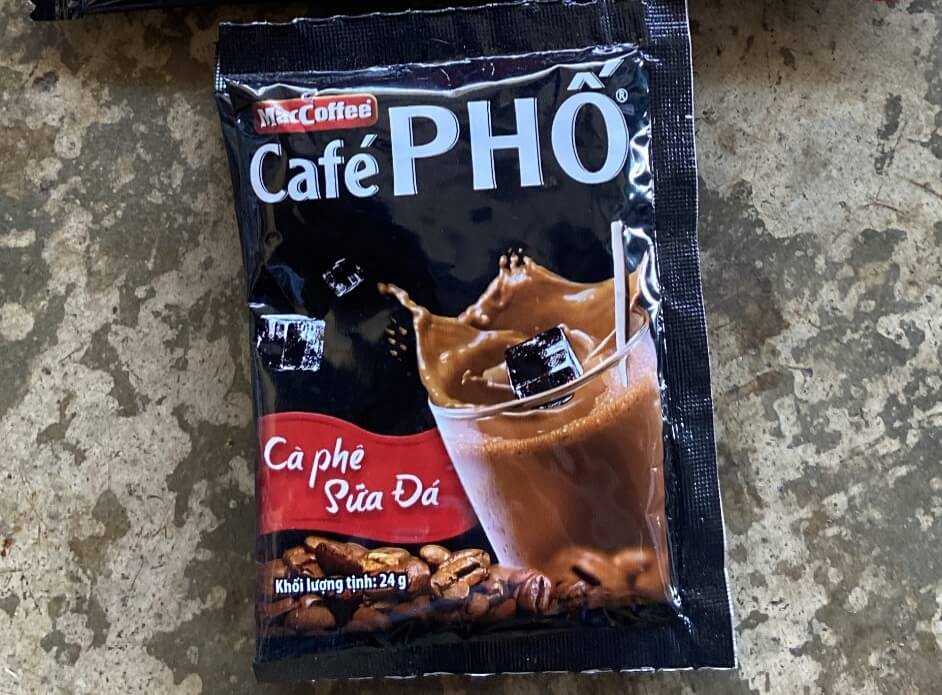 MacCoffee®
Café PHỐ®
Cà phê
Sữa Đá
Khối lượng tịnh: 24 g